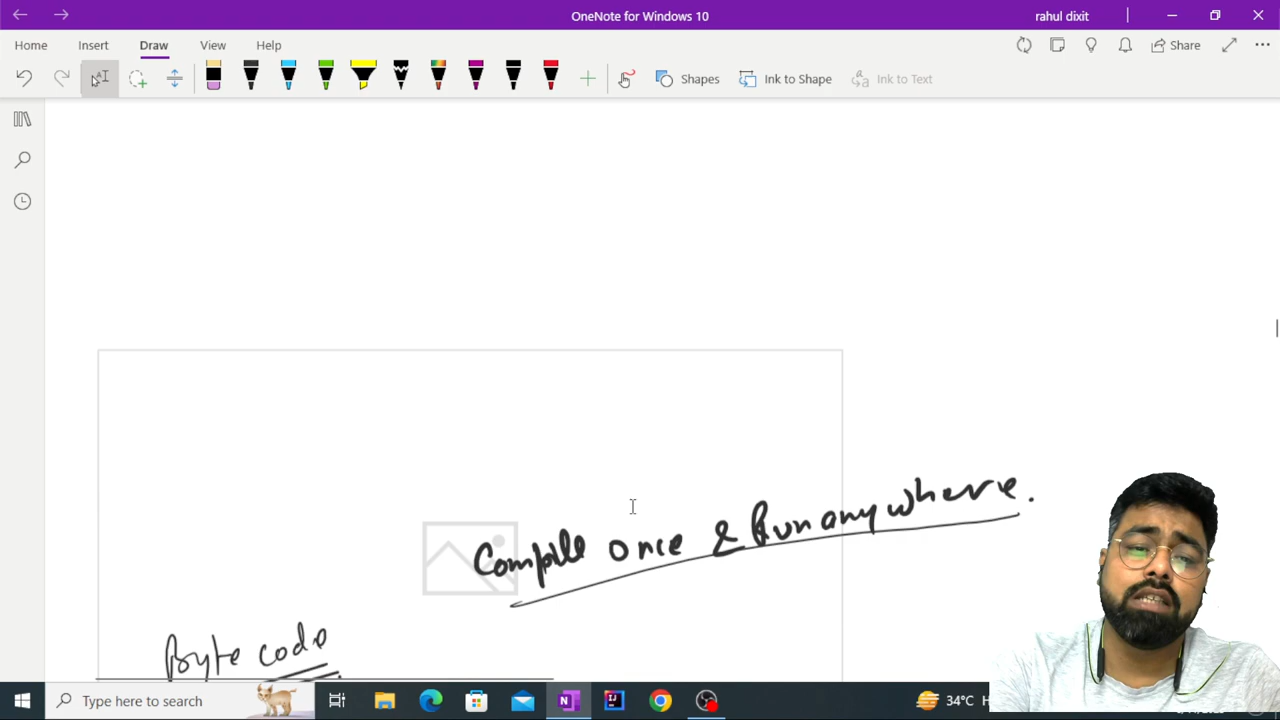 OneNote for Windows 10
rahul dixit
Home
Insert
Draw
View
Help
Share
Shapes
Ink to Shape
Ink to Text
Compile once & Run anywhere.
Byte code
Type here to search
34°C H